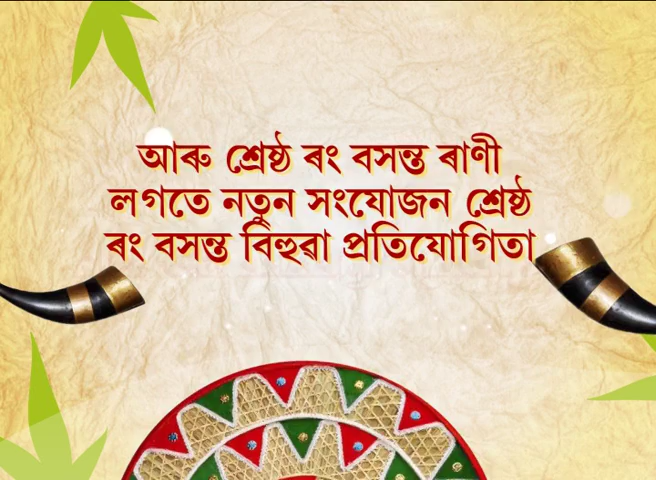 আৰু শ্ৰেষ্ঠ ৰং বসন্ত ৰাণী
লগতে নতুন সংযোজন শ্ৰেষ্ঠ
ৰং বসন্ত বিহুৱা প্ৰতিযোগিতা